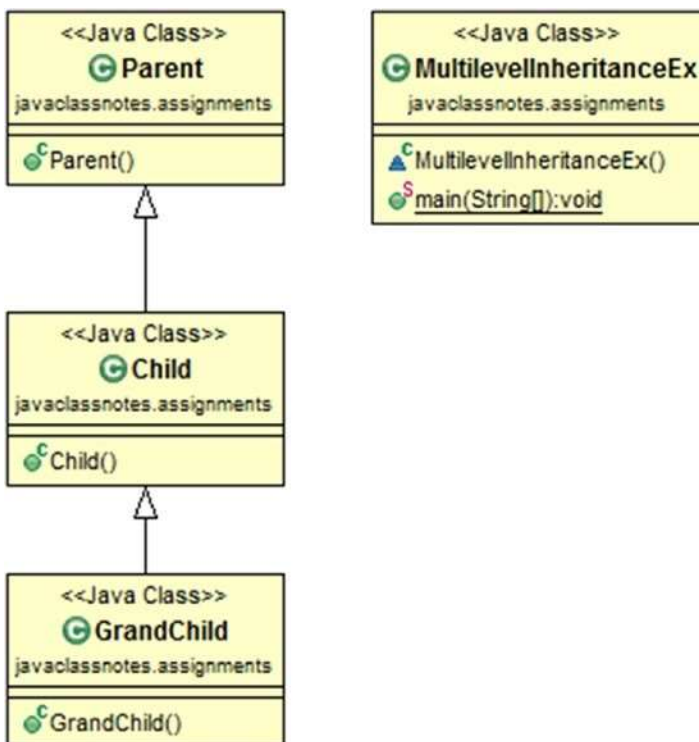 <<Java Class>>
Parent
javaclassnotes.assignments
Parent()
<<Java Class>>
MultilevelInheritanceEx
javaclassnotes.assignments
MultilevelInheritanceEx()
main(String[]):void
<<Java Class>>
Child
javaclassnotes.assignments
Child()
<<Java Class>>
GrandChild
javaclassnotes.assignments
GrandChild()